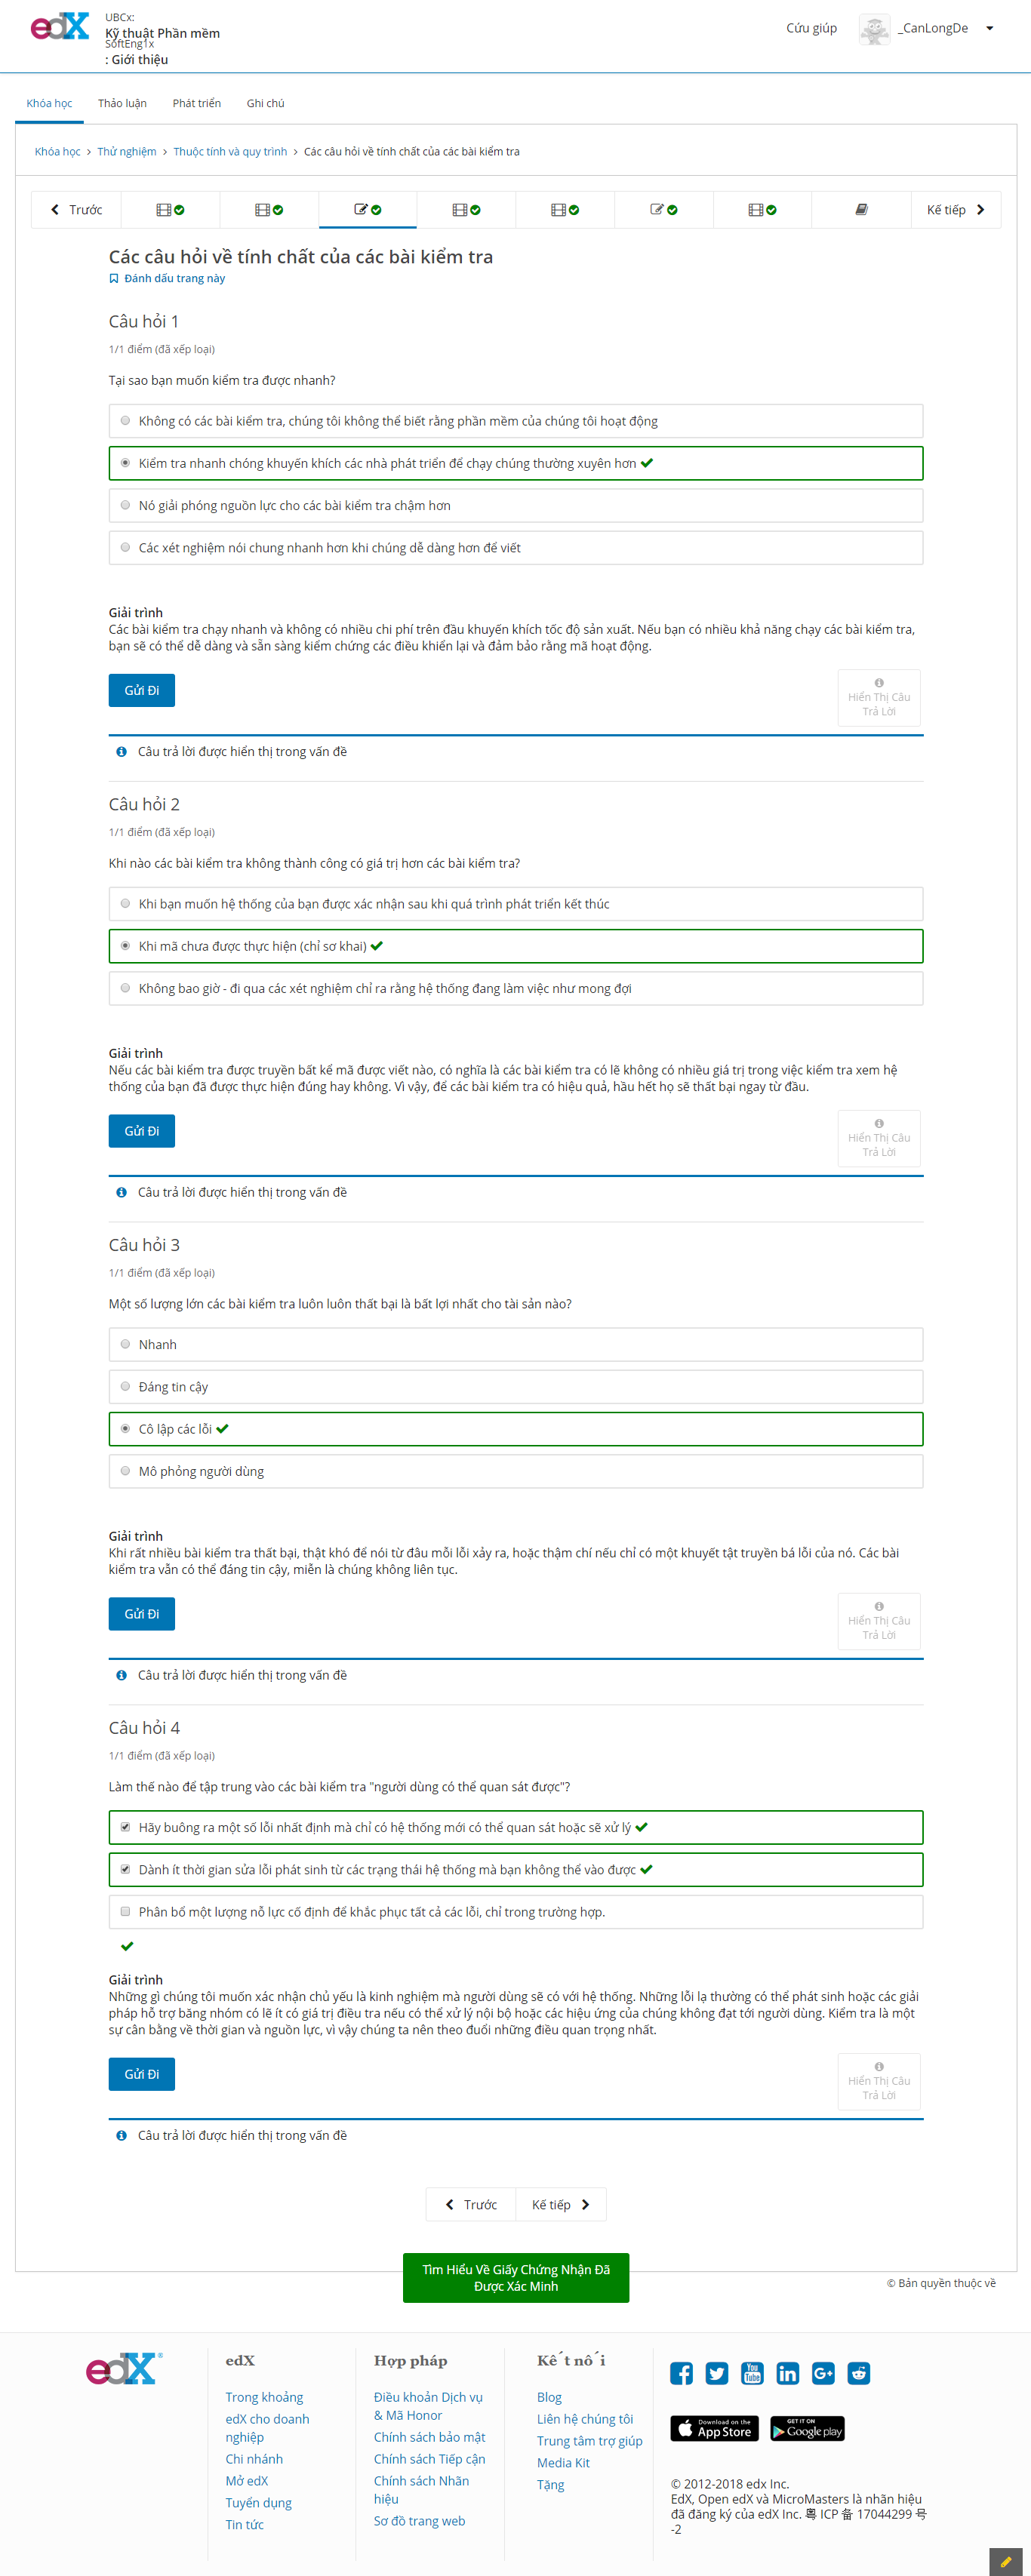 edX
UBCx:
Kỹ thuật Phần mềm
SoftEng1x
: Giới thiệu
Cứu giúp
_CanLongDe
Khóa học
Thảo luận
Phát triển
Ghi chú
Khóa học > Thử nghiệm > Thuộc tính và quy trình > Các câu hỏi về tính chất của các bài kiểm tra
Trước
Kế tiếp
Các câu hỏi về tính chất của các bài kiểm tra
Đánh dấu trang này
Câu hỏi 1
1/1 điểm (đã xếp loại)
Tại sao bạn muốn kiểm tra được nhanh?
Không có các bài kiểm tra, chúng tôi không thể biết rằng phần mềm của chúng tôi hoạt động
Kiểm tra nhanh chóng khuyến khích các nhà phát triển để chạy chúng thường xuyên hơn
Nó giải phóng nguồn lực cho các bài kiểm tra chậm hơn
Các xét nghiệm nói chung nhanh hơn khi chúng dễ dàng hơn để viết
Giải trình
Các bài kiểm tra chạy nhanh và không có nhiều chi phí trên đầu khuyến khích tốc độ sản xuất. Nếu bạn có nhiều khả năng chạy các bài kiểm tra,
bạn sẽ có thể dễ dàng và sẵn sàng kiểm chứng các điều khiển lại và đảm bảo rằng mã hoạt động.
Gửi Đi
Hiển Thị Câu
Trả Lời
Câu trả lời được hiển thị trong vấn đề
Câu hỏi 2
1/1 điểm (đã xếp loại)
Khi nào các bài kiểm tra không thành công có giá trị hơn các bài kiểm tra?
Khi bạn muốn hệ thống của bạn được xác nhận sau khi quá trình phát triển kết thúc
Khi mã chưa được thực hiện (chỉ sơ khai)
Không bao giờ - đi qua các xét nghiệm chỉ ra rằng hệ thống đang làm việc như mong đợi
Giải trình
Nếu các bài kiểm tra được truyền bất kể mã được viết nào, có nghĩa là các bài kiểm tra có lẽ không có nhiều giá trị trong việc kiểm tra xem hệ
thống của bạn đã được thực hiện đúng hay không. Vì vậy, để các bài kiểm tra có hiệu quả, hầu hết họ sẽ thất bại ngay từ đầu.
Gửi Đi
Hiển Thị Câu
Trả Lời
Câu trả lời được hiển thị trong vấn đề
Câu hỏi 3
1/1 điểm (đã xếp loại)
Một số lượng lớn các bài kiểm tra luôn luôn thất bại là bất lợi nhất cho tài sản nào?
Nhanh
Đáng tin cậy
Cô lập các lỗi
Mô phỏng người dùng
Giải trình
Khi rất nhiều bài kiểm tra thất bại, thật khó để nói từ đâu mỗi lỗi xảy ra, hoặc thậm chí nếu chỉ có một khuyết tật truyền bá lỗi của nó. Các bài
kiểm tra vẫn có thể đáng tin cậy, miễn là chúng không liên tục.
Gửi Đi
Hiển Thị Câu
Trả Lời
Câu trả lời được hiển thị trong vấn đề
Câu hỏi 4
1/1 điểm (đã xếp loại)
Làm thế nào để tập trung vào các bài kiểm tra "người dùng có thể quan sát được"?
Hãy buông ra một số lỗi nhất định mà chỉ có hệ thống mới có thể quan sát hoặc sẽ xử lý
Dành ít thời gian sửa lỗi phát sinh từ các trạng thái hệ thống mà bạn không thể vào được
Phân bổ một lượng nỗ lực cố định để khắc phục tất cả các lỗi, chỉ trong trường hợp.
Giải trình
Những gì chúng tôi muốn xác nhận chủ yếu là kinh nghiệm mà người dùng sẽ có với hệ thống. Những lỗi lạ thường có thể phát sinh hoặc các giải
pháp hỗ trợ băng nhóm có lẽ ít có giá trị điều tra nếu có thể xử lý nội bộ hoặc các hiệu ứng của chúng không đạt tới người dùng. Kiểm tra là một
sự cân bằng về thời gian và nguồn lực, vì vậy chúng ta nên theo đuổi những điều quan trọng nhất.
Gửi Đi
Hiển Thị Câu
Trả Lời
Câu trả lời được hiển thị trong vấn đề
Trước
Kế tiếp
Tìm Hiểu Về Giấy Chứng Nhận Đã
Được Xác Minh
© Bản quyền thuộc về
edX
edX
Trong khoảng
edX cho doanh
nghiệp
Chi nhánh
Mở edX
Tuyển dụng
Tin tức
Hợp pháp
Điều khoản Dịch vụ
& Mã Honor
Chính sách bảo mật
Chính sách Tiếp cận
Chính sách Nhãn
hiệu
Sơ đồ trang web
Kết nối
Blog
Liên hệ chúng tôi
Trung tâm trợ giúp
Media Kit
Tặng
You
Tube
Download on the
App Store
GET IT ON
Google play
© 2012-2018 edx Inc.
EdX, Open edX và MicroMasters là nhãn hiệu
đã đăng ký của edX Inc. 粤 ICP 备 17044299 号
-2